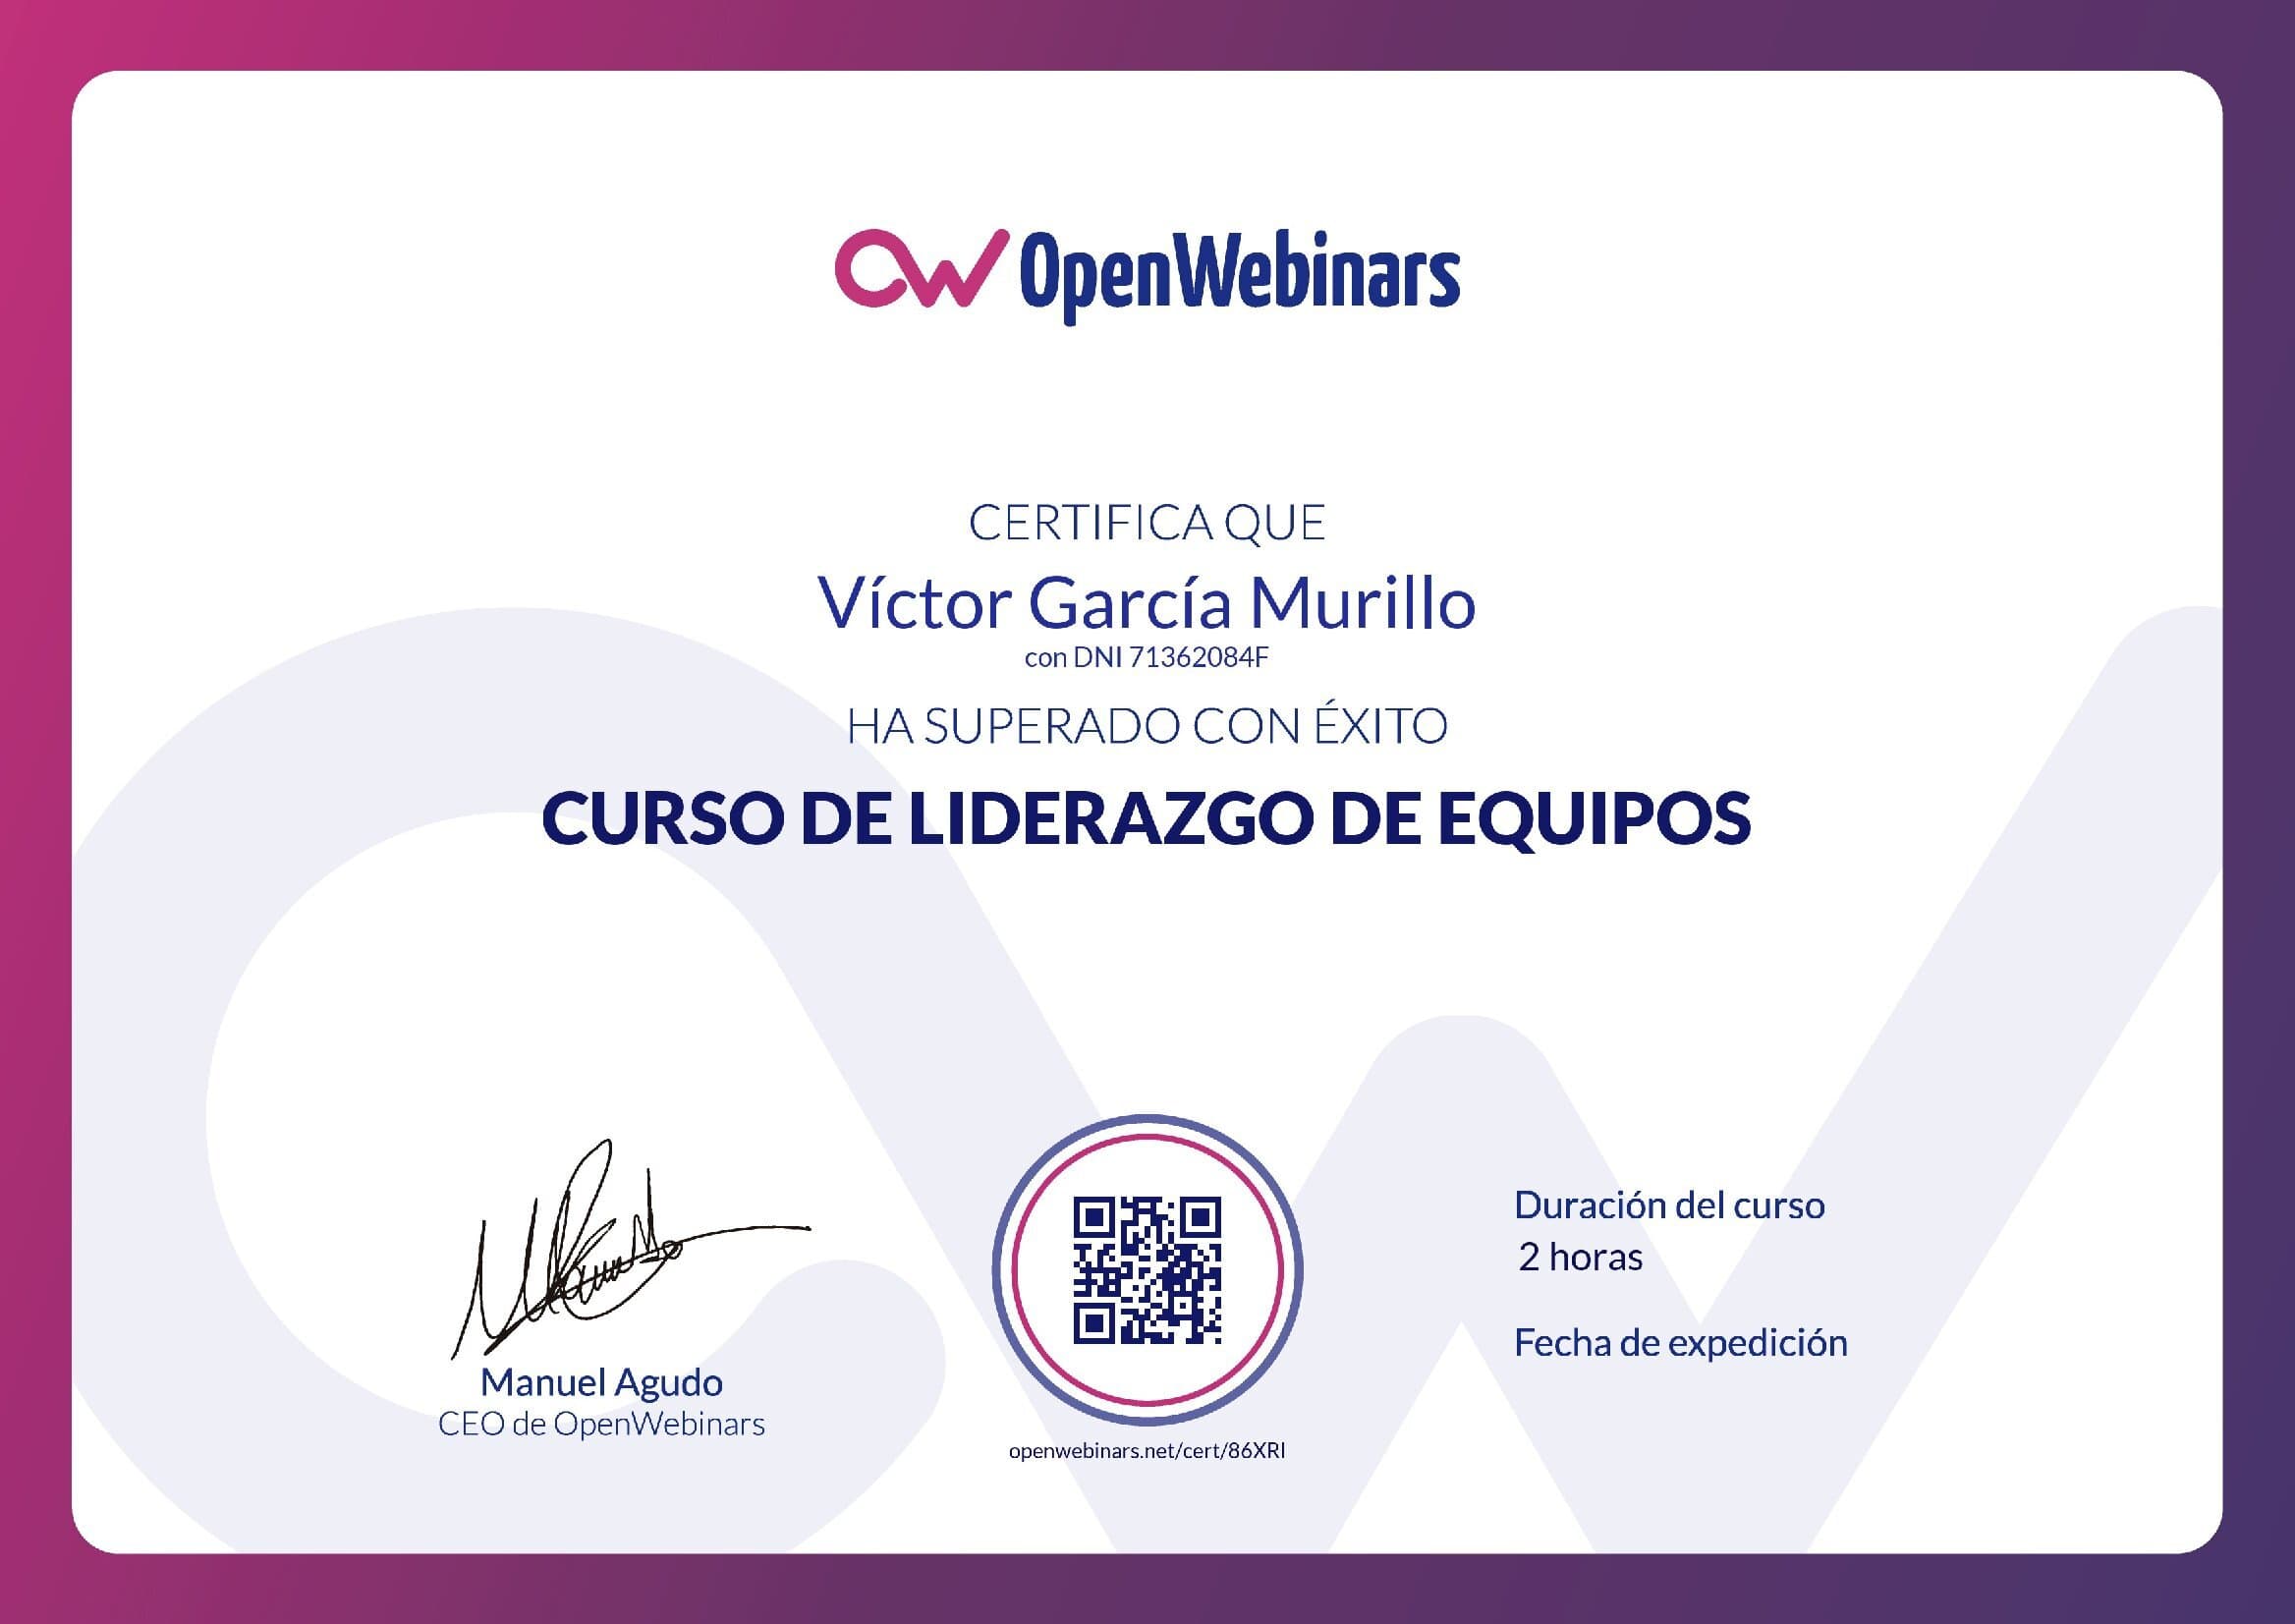 OpenWebinars
CERTIFICA QUE
Víctor García Murillo
con DNI 71362084F
HA SUPERADO CON ÉXITO
CURSO DE LIDERAZGO DE EQUIPOS
Manuel Agudo
CEO de OpenWebinars
openwebinars.net/cert/86XRI
Duración del curso
2 horas
Fecha de expedición